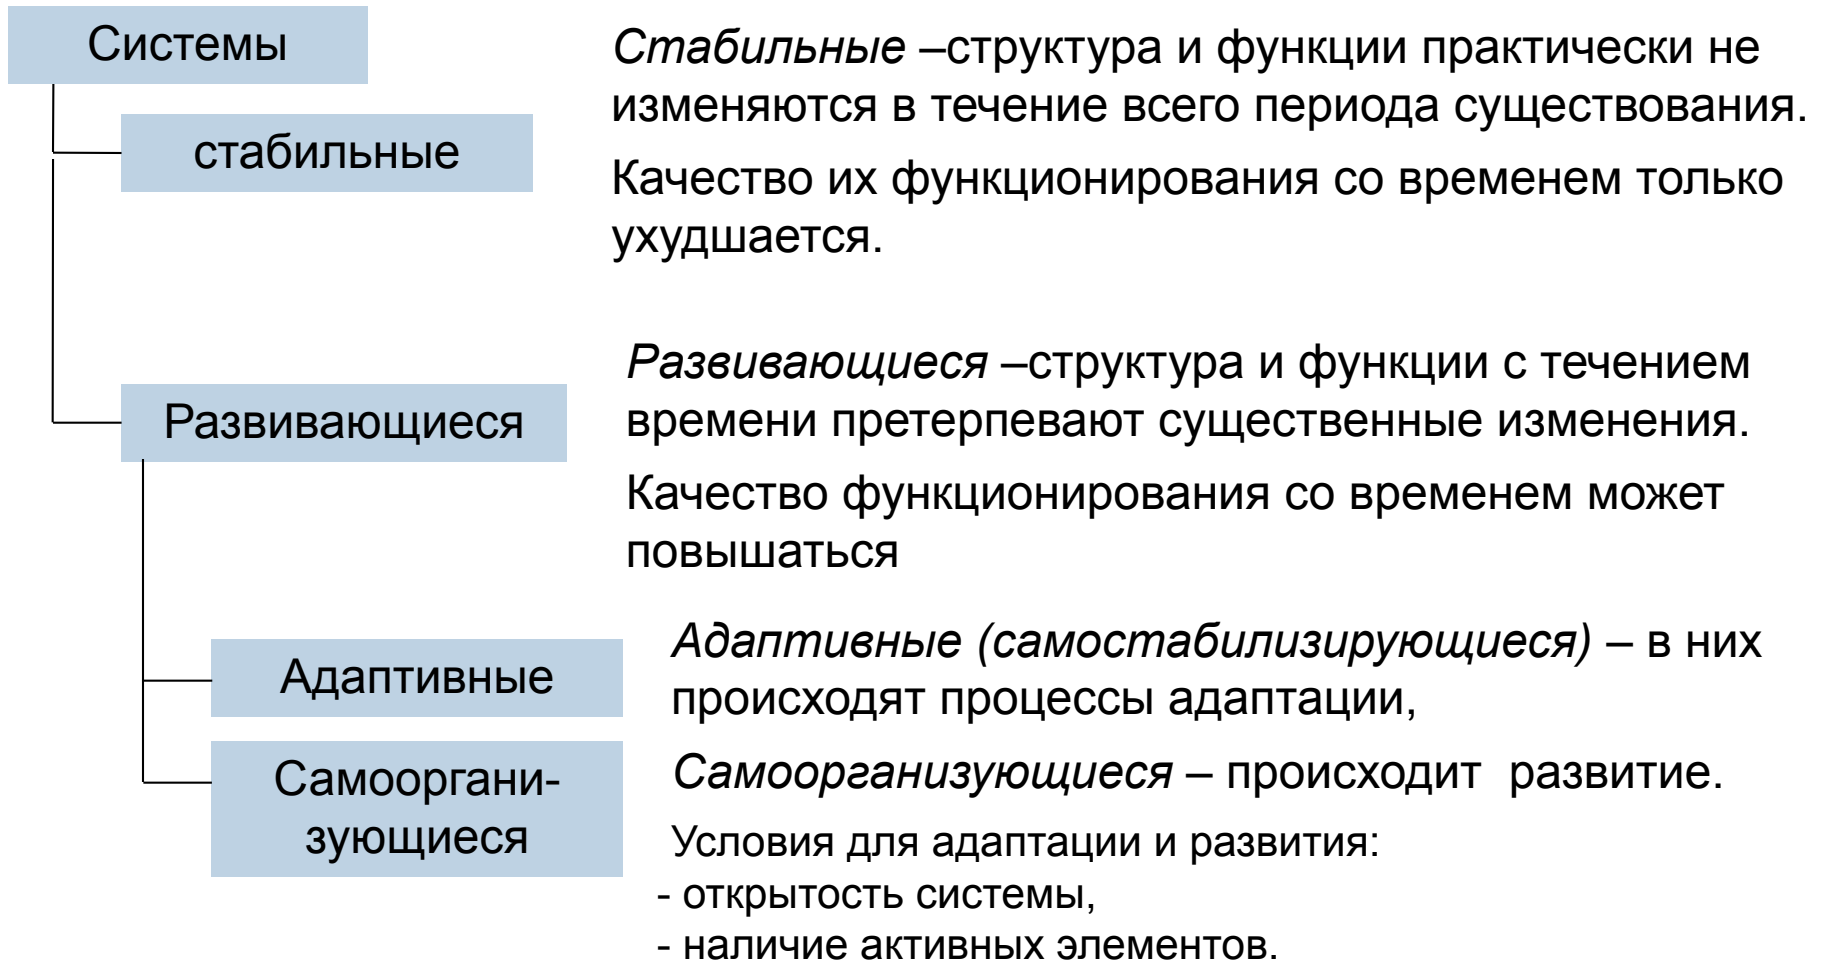 Системы
стабильные
Стабильные –структура и функции практически не
изменяются в течение всего периода существования.
Качество их функционирования со временем только
ухудшается.
Развивающиеся
Развивающиеся –структура и функции с течением
времени претерпевают существенные изменения.
Качество функционирования со временем может
повышаться
Адаптивные
Адаптивные (самостабилизирующиеся) – в них
происходят процессы адаптации,
Самооргани-
зующиеся
Самоорганизующиеся – происходит  развитие.
Условия для адаптации и развития:
- открытость системы,
- наличие активных элементов.